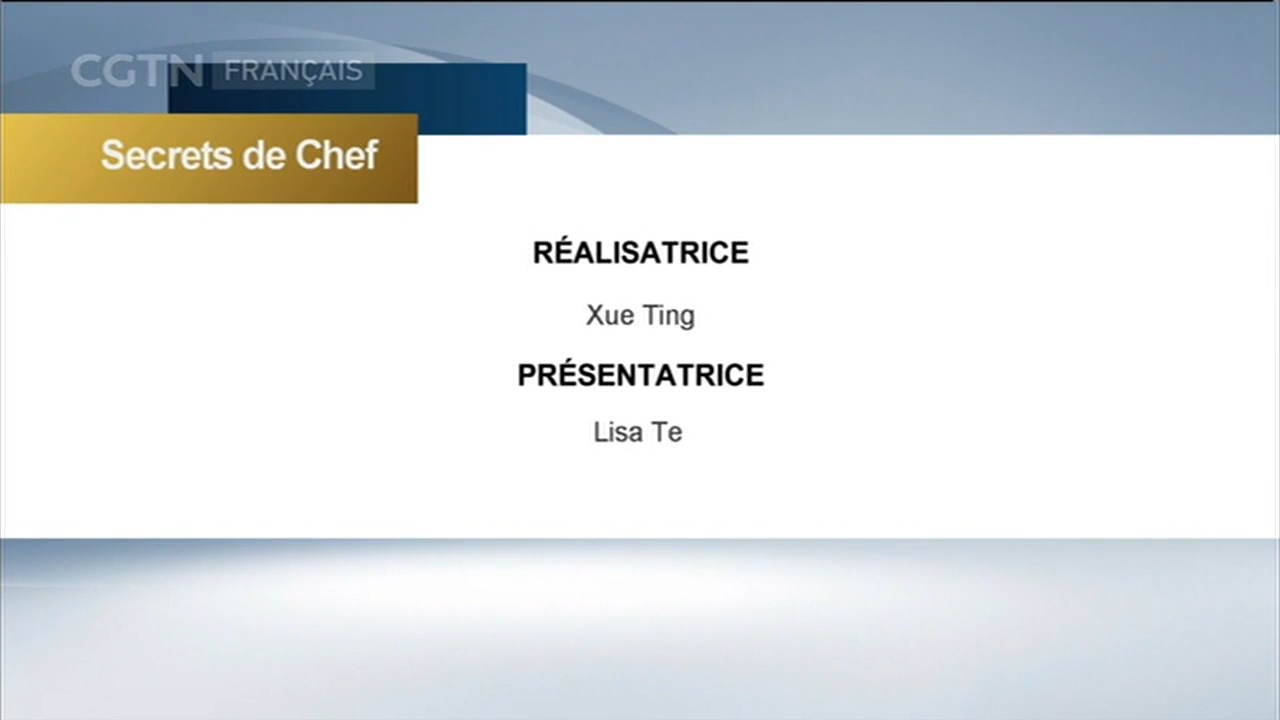 CGTN FRANÇAIS
Secrets de Chef
RÉALISATRICE
Xue Ting
PRÉSENTATRICE
Lisa Te